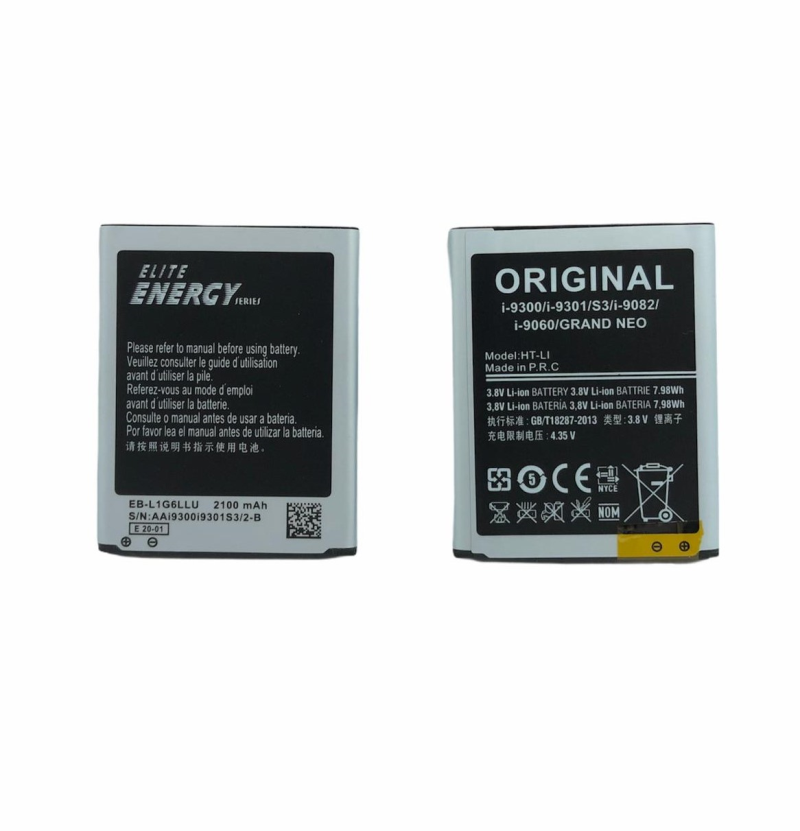 ELITE
ENERGY SERIES
Please refer to manual before using battery.
Veuillez consulter le guide d´utilisation
avant d´utiliser la pile.
Referez-vous au mode d´emploi
avant d´utiliser la batterie.
Consulte o manual antes de usar a bateria.
Por favor lea el manual antes de utilizar la bateria.
请按照说明书指示使用电池。
EB-L1G6LLU 2100 mAh
S/N:AAi9300i9301S3/2-B
E 20-01
⊕ ⊖
ORIGINAL
i-9300/i-9301/S3/i-9082/
i-9060/GRAND NEO
Model:HT-LI
Made in P.R.C
3.8V Li-ion BATTERY 3.8V Li-ion BATTRIE 7.98Wh
3,8V Li-ion BATERÍA 3,8V Li-ion BATERIA 7,98Wh
执行标准: GB/T18287-2013 类型: 3.8 V 锂离子
充电限制电压: 4.35 V
5 CE NYCE
NOM
⊖ ⊕